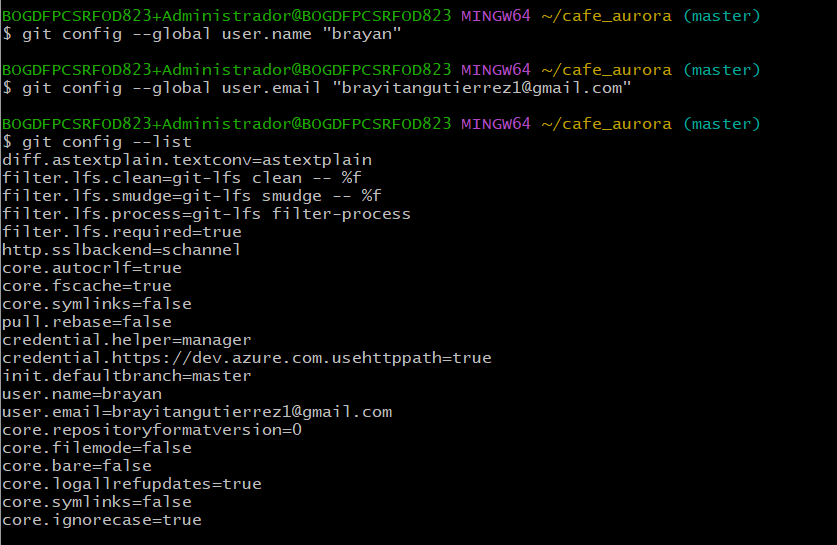 BOGDFPCSRFOD823+Administrador@BOGDFPCSRFOD823 MINGW64 ~/cafe_aurora (master)
$ git config --global user.name "brayan"
BOGDFPCSRFOD823+Administrador@BOGDFPCSRFOD823 MINGW64 ~/cafe_aurora (master)
$ git config --global user.email "brayitangutierrez1@gmail.com"
BOGDFPCSRFOD823+Administrador@BOGDFPCSRFOD823 MINGW64 ~/cafe_aurora (master)
$ git config --list
diff.astextplain.textconv=astextplain
filter.lfs.clean=git-lfs clean -- %f
filter.lfs.smudge=git-lfs smudge -- %f
filter.lfs.process=git-lfs filter-process
filter.lfs.required=true
http.sslbackend=schannel
core.autocrlf=true
core.fscache=true
core.symlinks=false
pull.rebase=false
credential.helper=manager
credential.https://dev.azure.com.usehttppath=true
init.defaultbranch=master
user.name=brayan
user.email=brayitangutierrez1@gmail.com
core.repositoryformatversion=0
core.filemode=false
core.bare=false
core.logallrefupdates=true
core.symlinks=false
core.ignorecase=true